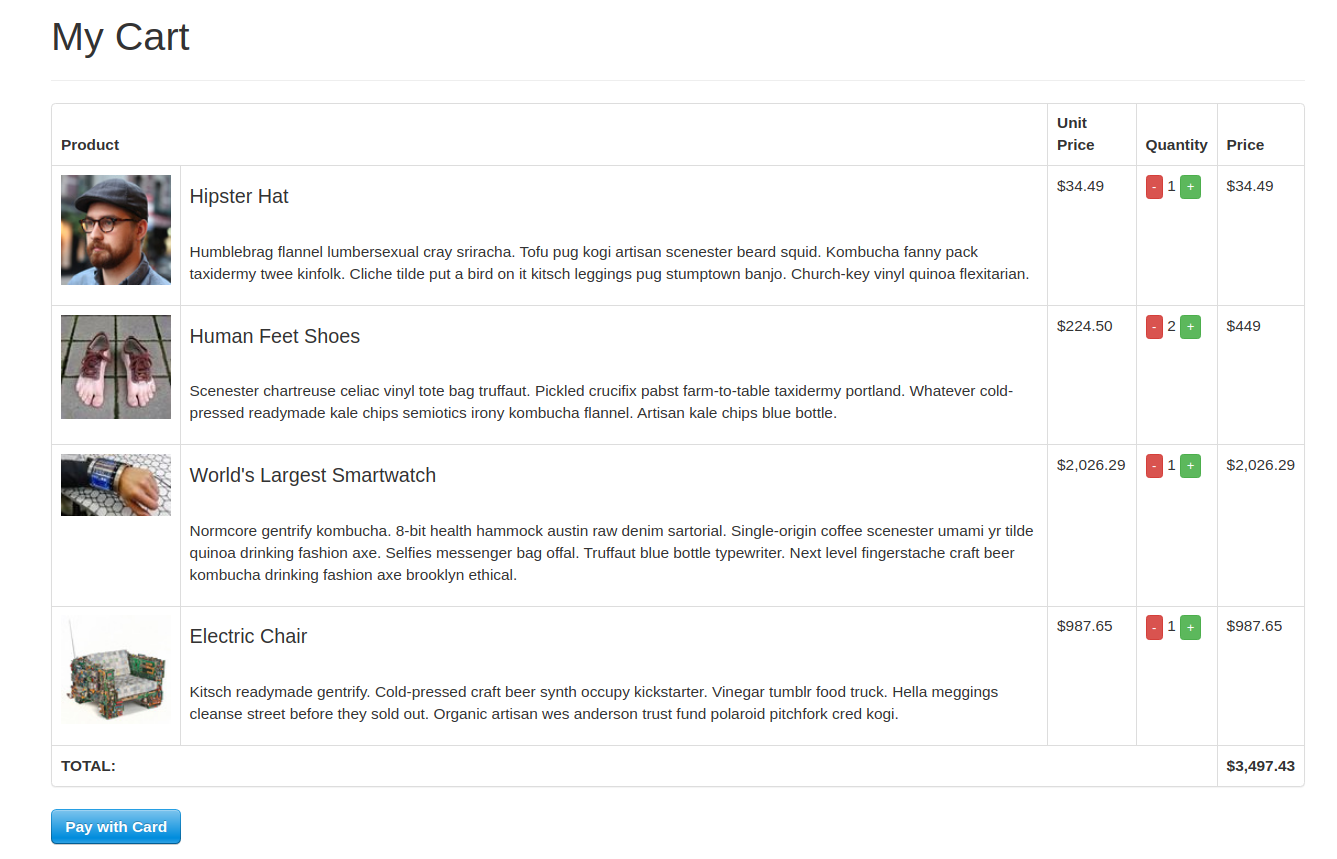 My Cart
Product
Unit
Price
Quantity
Price
Hipster Hat
Humblebrag flannel lumbersexual cray sriracha. Tofu pug kogi artisan scenester beard squid. Kombucha fanny pack
taxidermy twee kinfolk. Cliche tilde put a bird on it kitsch leggings pug stumptown banjo. Church-key vinyl quinoa flexitarian.
$34.49
- 1 +
$34.49
Human Feet Shoes
Scenester chartreuse celiac vinyl tote bag truffaut. Pickled crucifix pabst farm-to-table taxidermy portland. Whatever cold-
pressed readymade kale chips semiotics irony kombucha flannel. Artisan kale chips blue bottle.
$224.50
- 2 +
$449
World's Largest Smartwatch
Normcore gentrify kombucha. 8-bit health hammock austin raw denim sartorial. Single-origin coffee scenester umami yr tilde
quinoa drinking fashion axe. Selfies messenger bag offal. Truffaut blue bottle typewriter. Next level fingerstache craft beer
kombucha drinking fashion axe brooklyn ethical.
$2,026.29
- 1 +
$2,026.29
Electric Chair
Kitsch readymade gentrify. Cold-pressed craft beer synth occupy kickstarter. Vinegar tumblr food truck. Hella meggings
cleanse street before they sold out. Organic artisan wes anderson trust fund polaroid pitchfork cred kogi.
$987.65
- 1 +
$987.65
TOTAL:
$3,497.43
Pay with Card